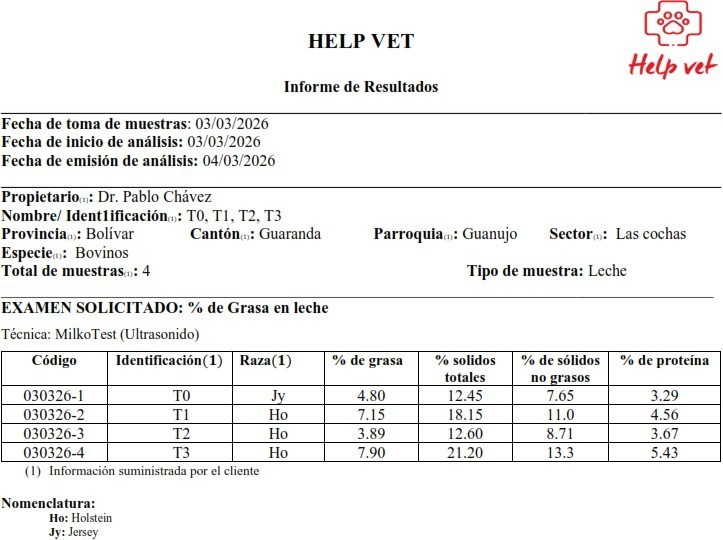 HELP VET
Help vet
Informe de Resultados
Fecha de toma de muestras: 03/03/2026
Fecha de inicio de análisis: 03/03/2026
Fecha de emisión de análisis: 04/03/2026
Propietario(1): Dr. Pablo Chávez
Nombre/ Ident1ificación(1): T0, T1, T2, T3
Provincia(1): Bolívar Cantón(1): Guaranda Parroquia(1): Guanujo Sector(1): Las cochas
Especie(1): Bovinos
Total de muestras(1): 4 Tipo de muestra: Leche
EXAMEN SOLICITADO: % de Grasa en leche
Técnica: MilkoTest (Ultrasonido)
Código Identificación(1) Raza(1) % de grasa % solidos totales % de sólidos no grasos % de proteína
030326-1 T0 Jy 4.80 12.45 7.65 3.29
030326-2 T1 Ho 7.15 18.15 11.0 4.56
030326-3 T2 Ho 3.89 12.60 8.71 3.67
030326-4 T3 Ho 7.90 21.20 13.3 5.43
(1) Información suministrada por el cliente
Nomenclatura:
Ho: Holstein
Jy: Jersey